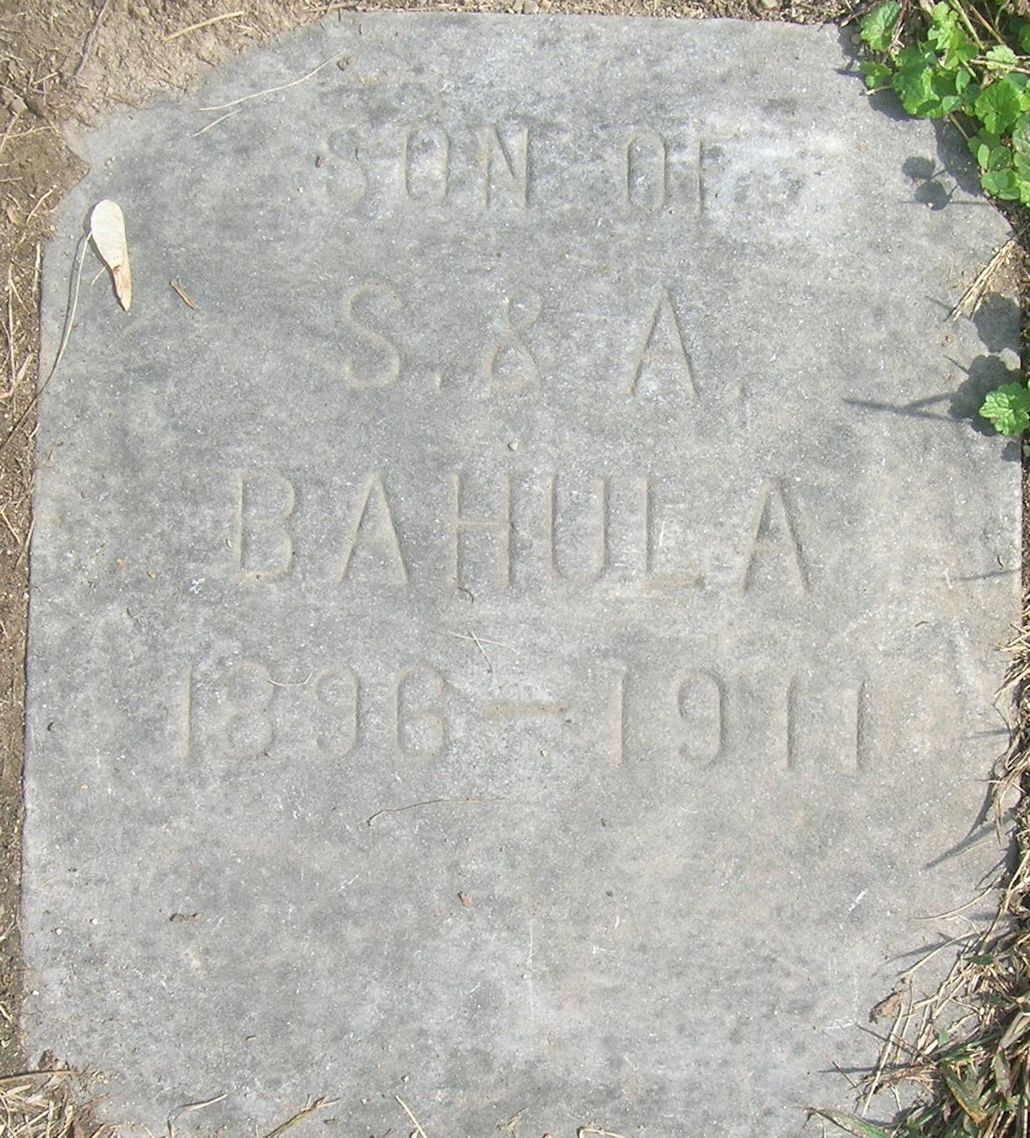 SON OF
S. & A.
BAHULA
1896–1911